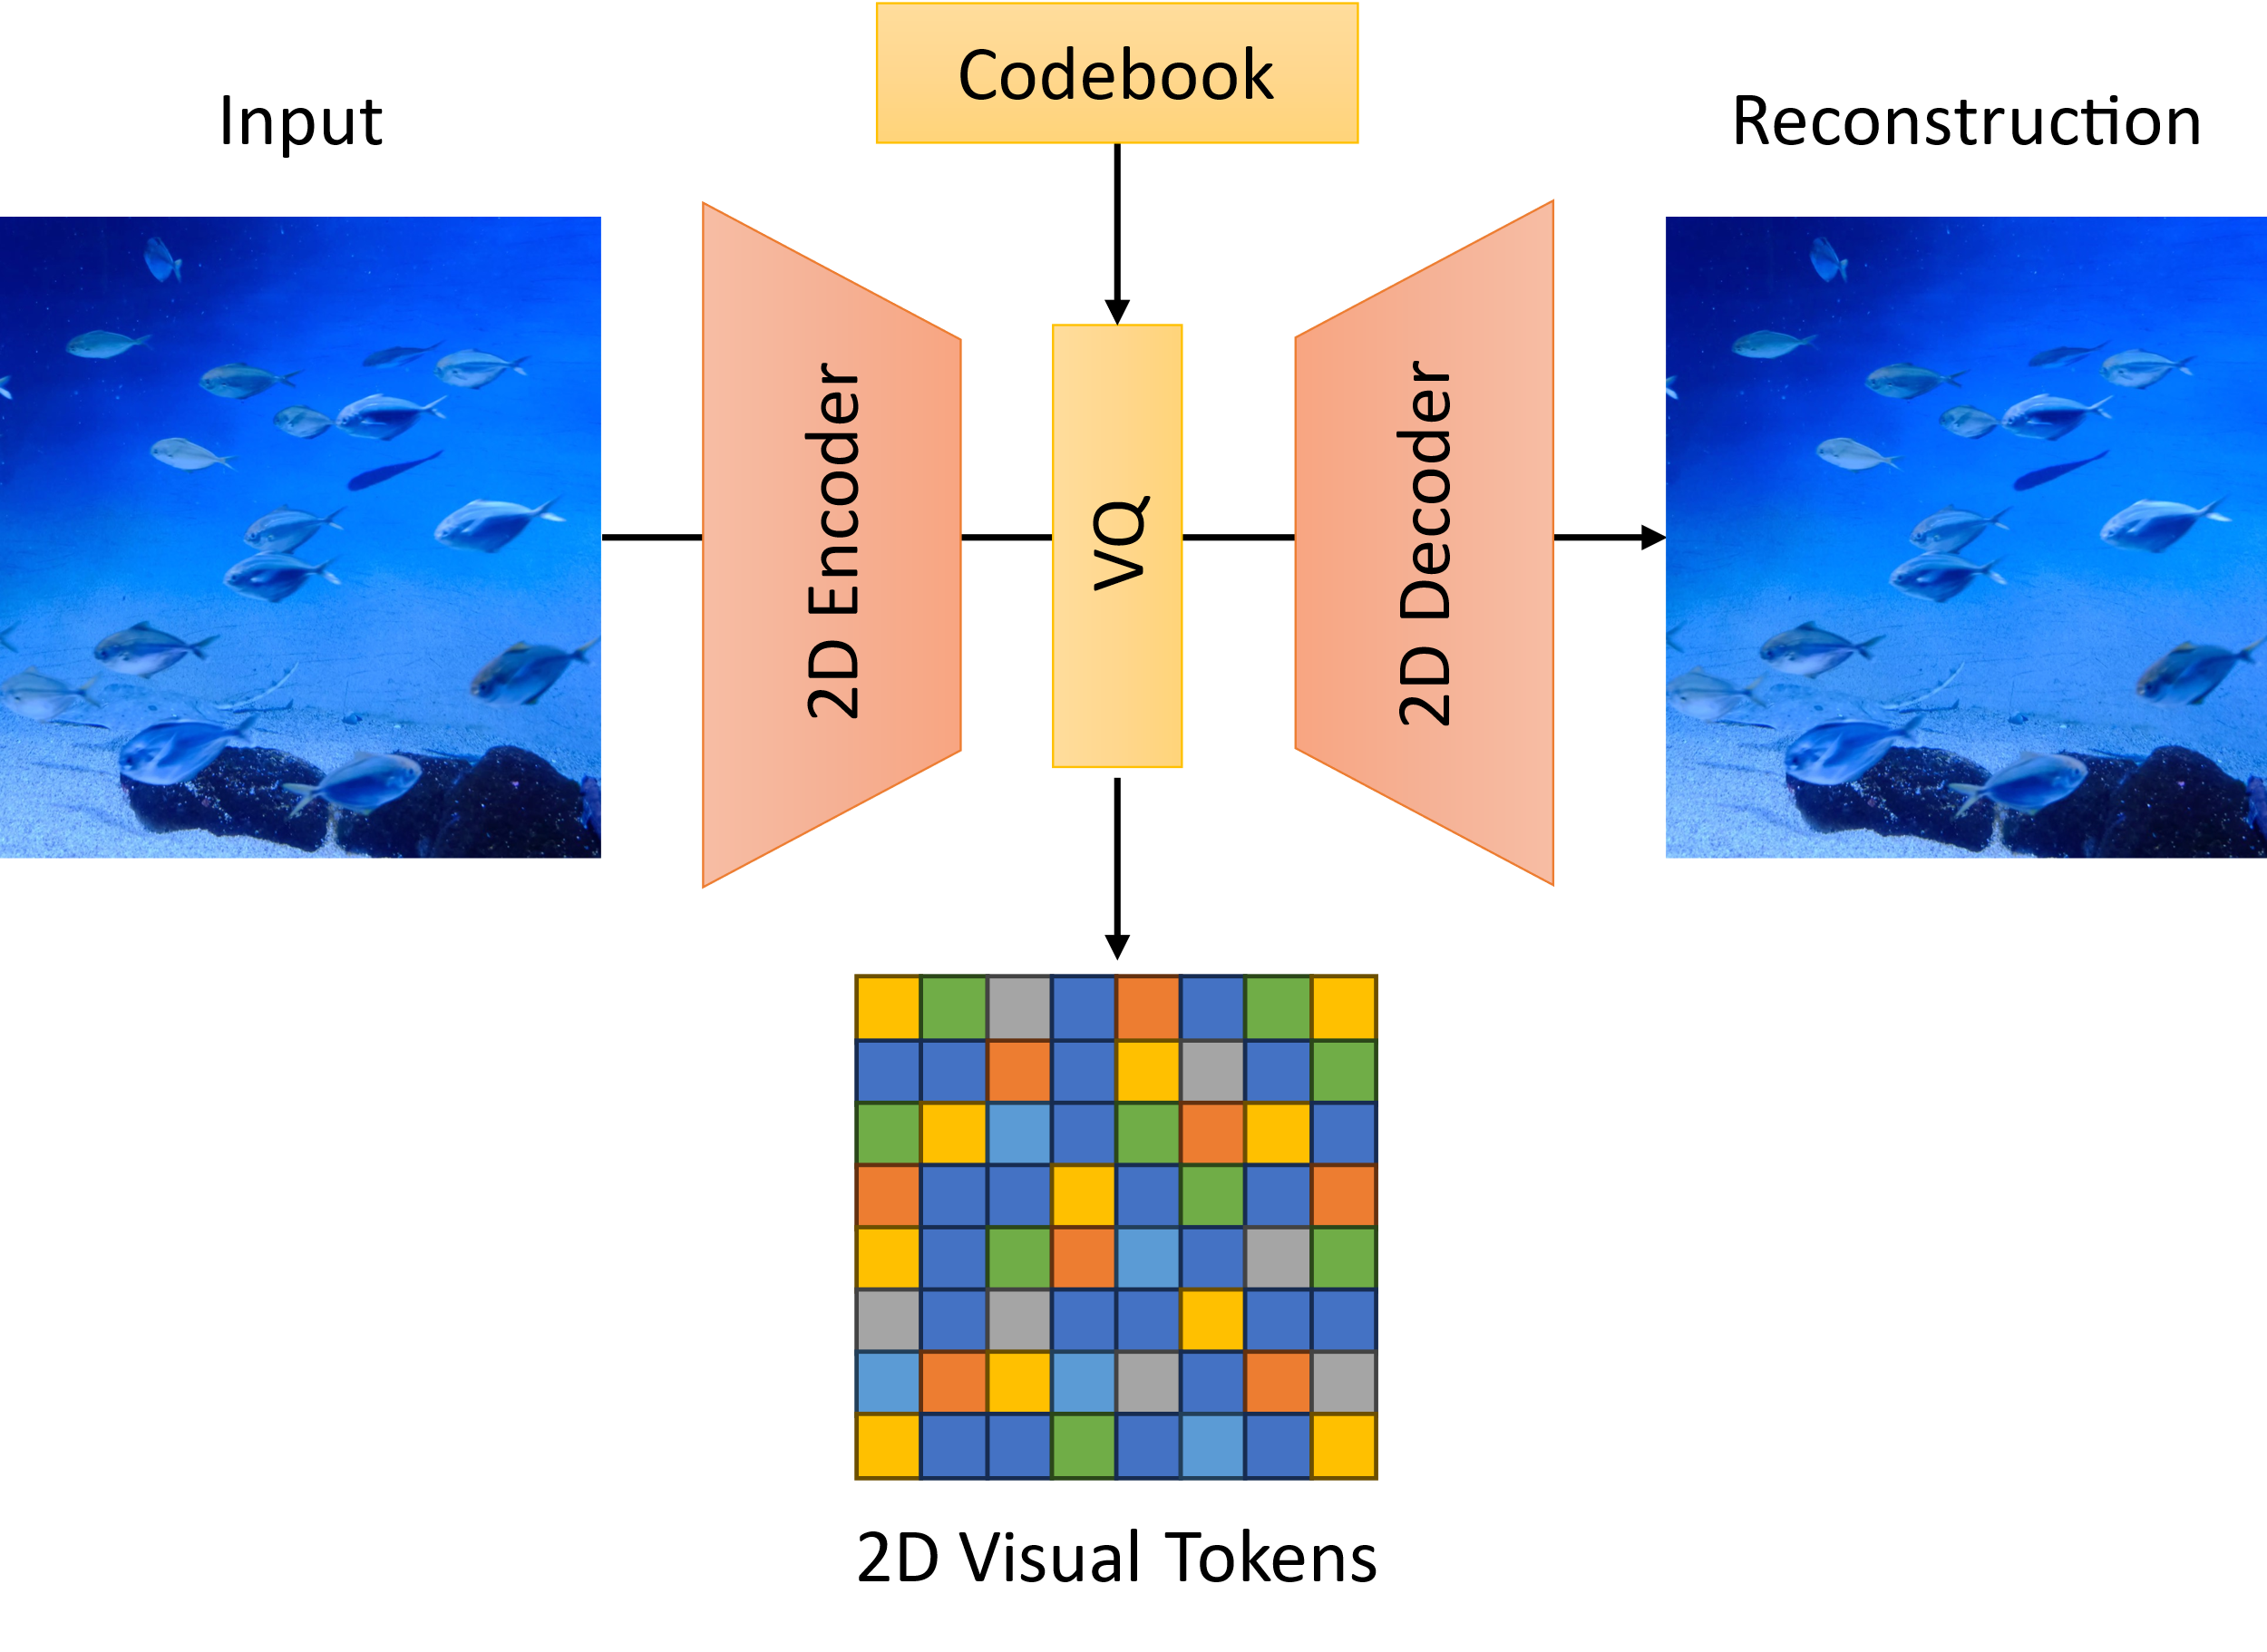 Codebook
Input
Reconstruction
2D Encoder
VQ
2D Decoder
2D Visual Tokens